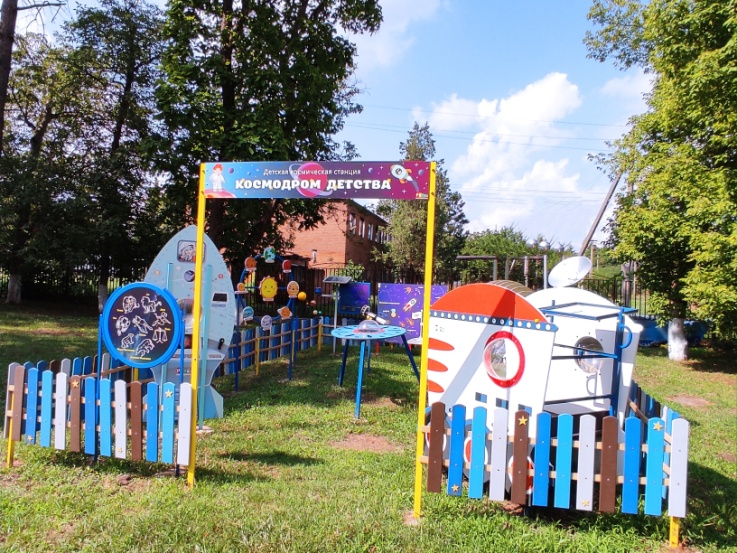 Детская космическая станция
КОСМОДРОМ ДЕТСТВА